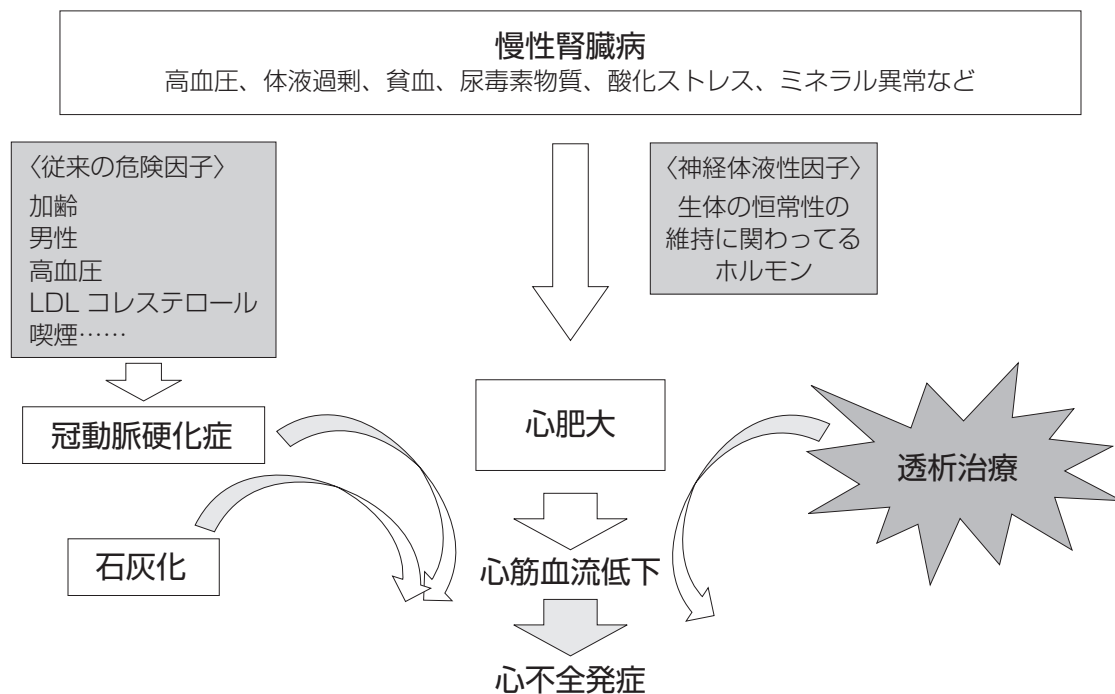 慢性腎臓病
高血圧、体液過剰、貧血、尿毒素物質、酸化ストレス、ミネラル異常など
〈従来の危険因子〉
加齢
男性
高血圧
LDL コレステロール
喫煙……
〈神経体液性因子〉
生体の恒常性の
維持に関わってる
ホルモン
冠動脈硬化症
心肥大
透析治療
石灰化
心筋血流低下
心不全発症